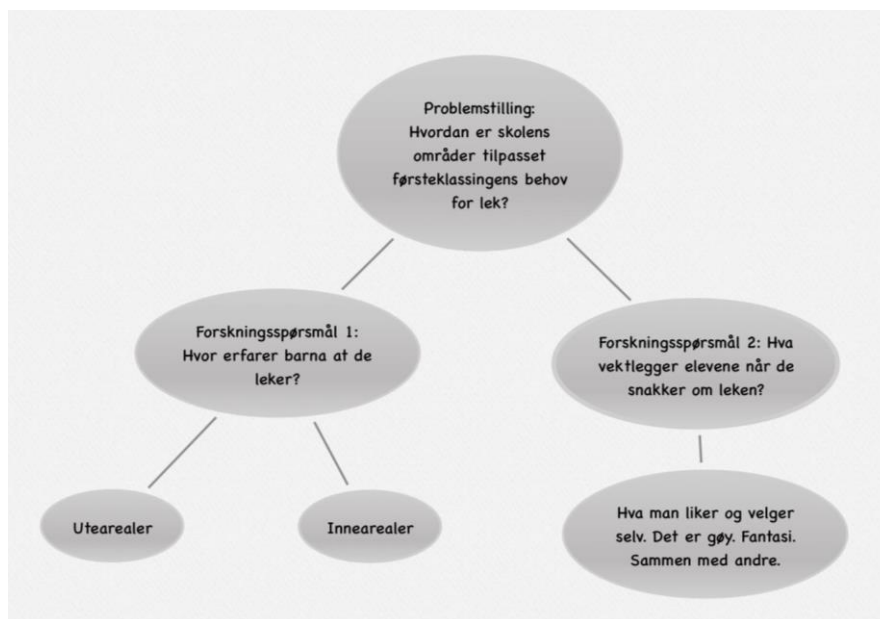 Problemstilling:
Hvordan er skolens
områder tilpasset
førsteklassingens behov
for lek?
Forskningsspørsmål 1:
Hvor erfarer barna at de
leker?
Forskningsspørsmål 2: Hva
vektlegger elevene når de
snakker om leken?
Utearealer
Innearealer
Hva man liker og velger
selv. Det er gøy. Fantasi.
Sammen med andre.